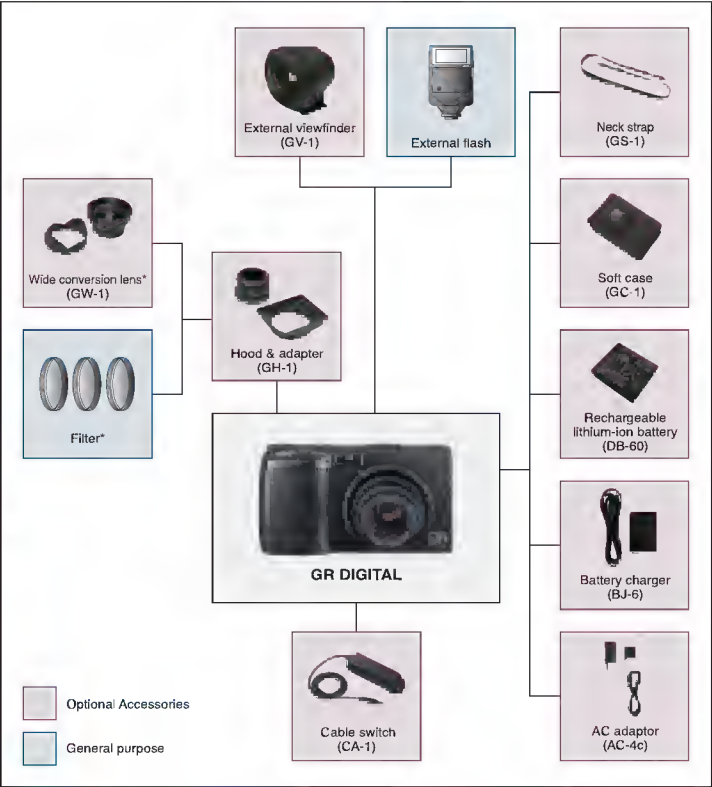 External viewfinder
(GV-1)
External flash
Neck strap
(GS-1)
Wide conversion lens*
(GW-1)
Soft case
(GC-1)
Hood & adapter
(GH-1)
Filter*
Rechargeable
lithium-ion battery
(DB-60)
GR DIGITAL
Battery charger
(BJ-6)
Cable switch
(CA-1)
AC adaptor
(AC-4c)
Optional Accessories
General purpose